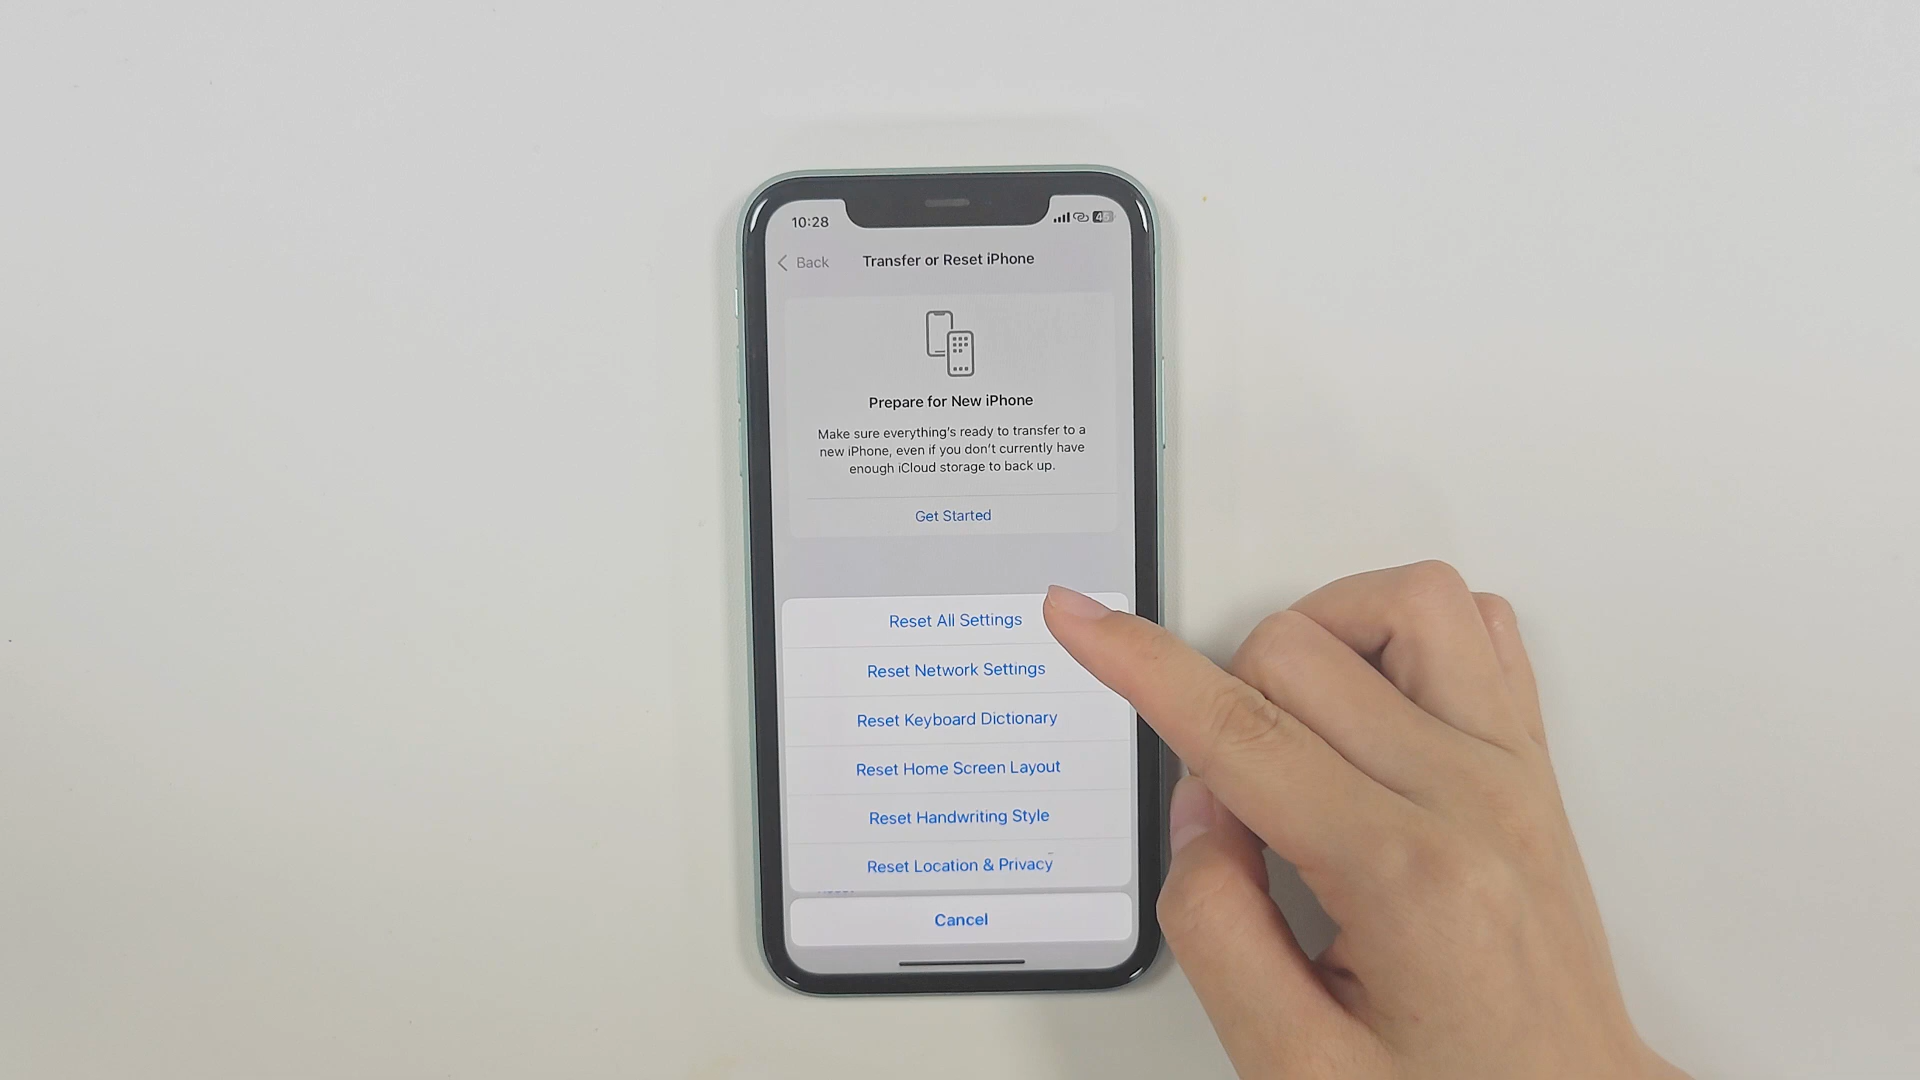 10:28
45
Back
Transfer or Reset iPhone
Prepare for New iPhone
Make sure everything's ready to transfer to a
new iPhone, even if you don't currently have
enough iCloud storage to back up.
Get Started
Reset All Settings
Reset Network Settings
Reset Keyboard Dictionary
Reset Home Screen Layout
Reset Handwriting Style
Reset Location & Privacy
Cancel